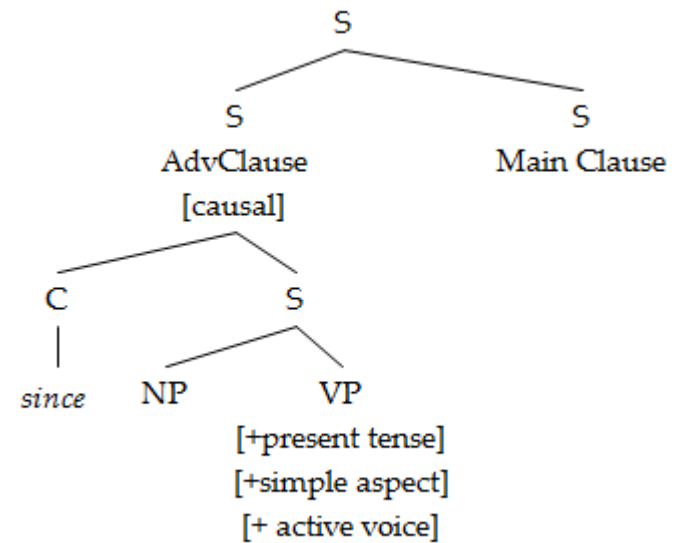 S
S S
AdvClause Main Clause
[causal]
C S
since NP VP
[+present tense]
[+simple aspect]
[+ active voice]